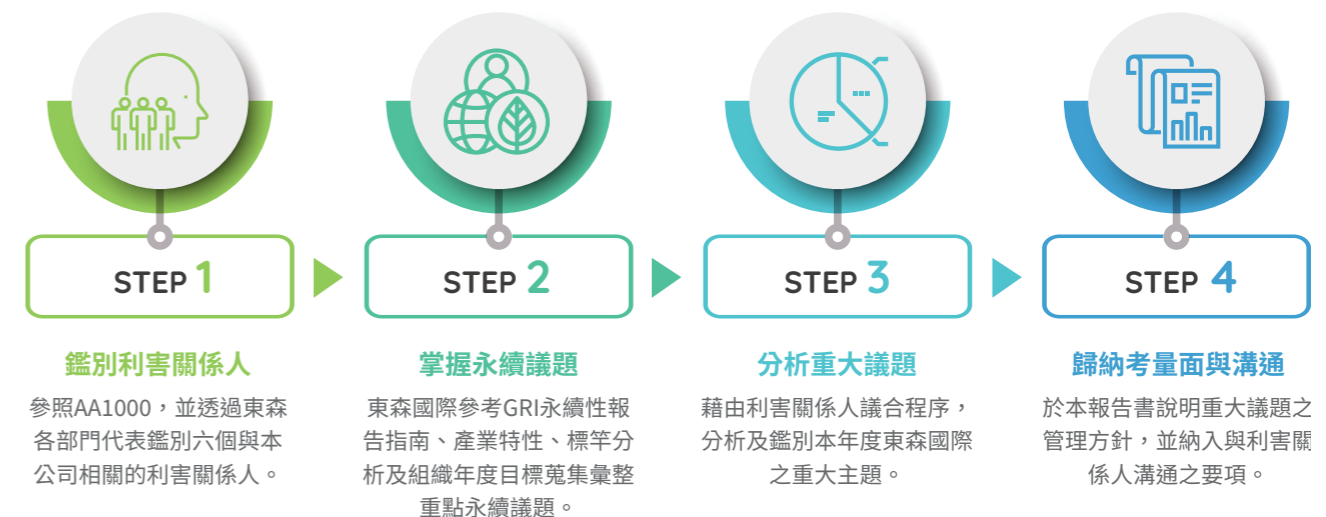 STEP 1
鑑別利害關係人
參照AA1000，並透過東森
各部門代表鑑別六個與本
公司相關的利害關係人。
STEP 2
掌握永續議題
東森國際參考GRI永續性報
告指南、產業特性、標竿分
析及組織年度目標蒐集彙整
重點永續議題。
STEP 3
分析重大議題
藉由利害關係人議合程序，
分析及鑑別本年度東森國際
之重大主題。
STEP 4
歸納考量面與溝通
於本報告書說明重大議題之
管理方針，並納入與利害關
係人溝通之要項。